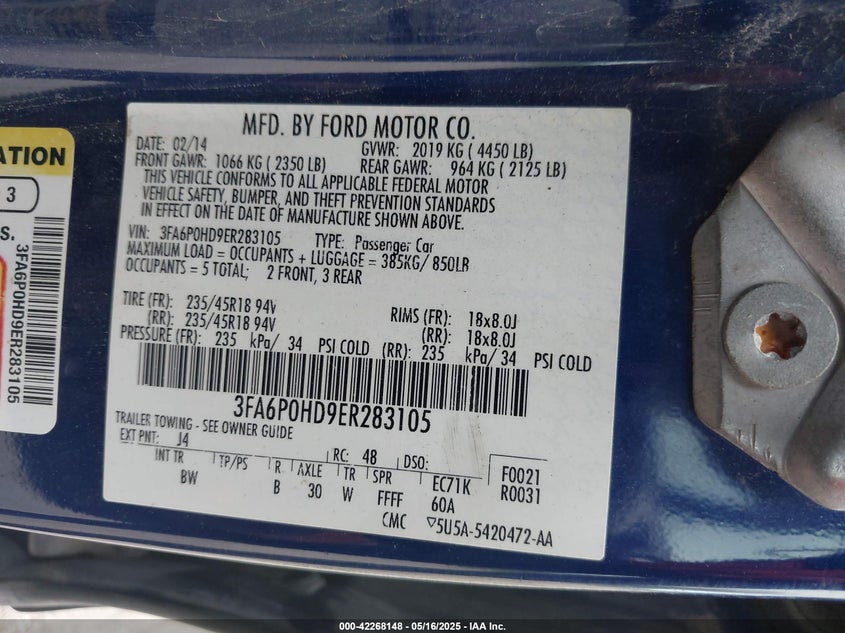 MFD. BY FORD MOTOR CO.
DATE: 02/14 GVWR: 2019 KG ( 4450 LB)
FRONT GAWR: 1066 KG ( 2350 LB) REAR GAWR: 964 KG ( 2125 LB)
THIS VEHICLE CONFORMS TO ALL APPLICABLE FEDERAL MOTOR
VEHICLE SAFETY, BUMPER, AND THEFT PREVENTION STANDARDS
IN EFFECT ON THE DATE OF MANUFACTURE SHOWN ABOVE.
VIN: 3FA6P0HD9ER283105 TYPE: Passenger Car
MAXIMUM LOAD = OCCUPANTS + LUGGAGE = 385KG/ 850LB
OCCUPANTS = 5 TOTAL; 2 FRONT, 3 REAR
TIRE (FR): 235/45R18 94V RIMS (FR): 18x8.0J
(RR): 235/45R18 94V (RR): 18x8.0J
PRESSURE (FR): 235 kPa/ 34 PSI COLD (RR): 235 kPa/ 34 PSI COLD
3FA6P0HD9ER283105
TRAILER TOWING - SEE OWNER GUIDE
EXT PNT: J4 RC: 48 DSO: F0021
INT TR TP/PS R AXLE TR SPR EC71K R0031
BW B 30 W FFFF 60A
CMC 5U5A-5420472-AA
ATION
3
S.
3FA6P0HD9ER283105
000-42268148 - 05/16/2025 - IAA Inc.